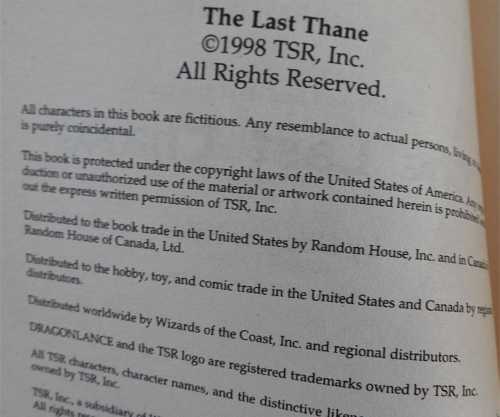 The Last Thane
©1998 TSR, Inc.
All Rights Reserved.
All characters in this book are fictitious. Any resemblance to actual persons, living
is purely coincidental.
This book is protected under the copyright laws of the United States of America. Any
duction or unauthorized use of the material or artwork contained herein is prohibited
out the express written permission of TSR, Inc.
Distributed to the book trade in the United States by Random House, Inc. and in Canada
Random House of Canada, Ltd.
Distributed to the hobby, toy, and comic trade in the United States and Canada by
distributors.
Distributed worldwide by Wizards of the Coast, Inc. and regional distributors.
DRAGONLANCE and the TSR logo are registered trademarks owned by TSR, Inc.
All TSR characters, character names, and the distinctive
owned by TSR, Inc.
TSR, Inc., a subsidiary of
All rights